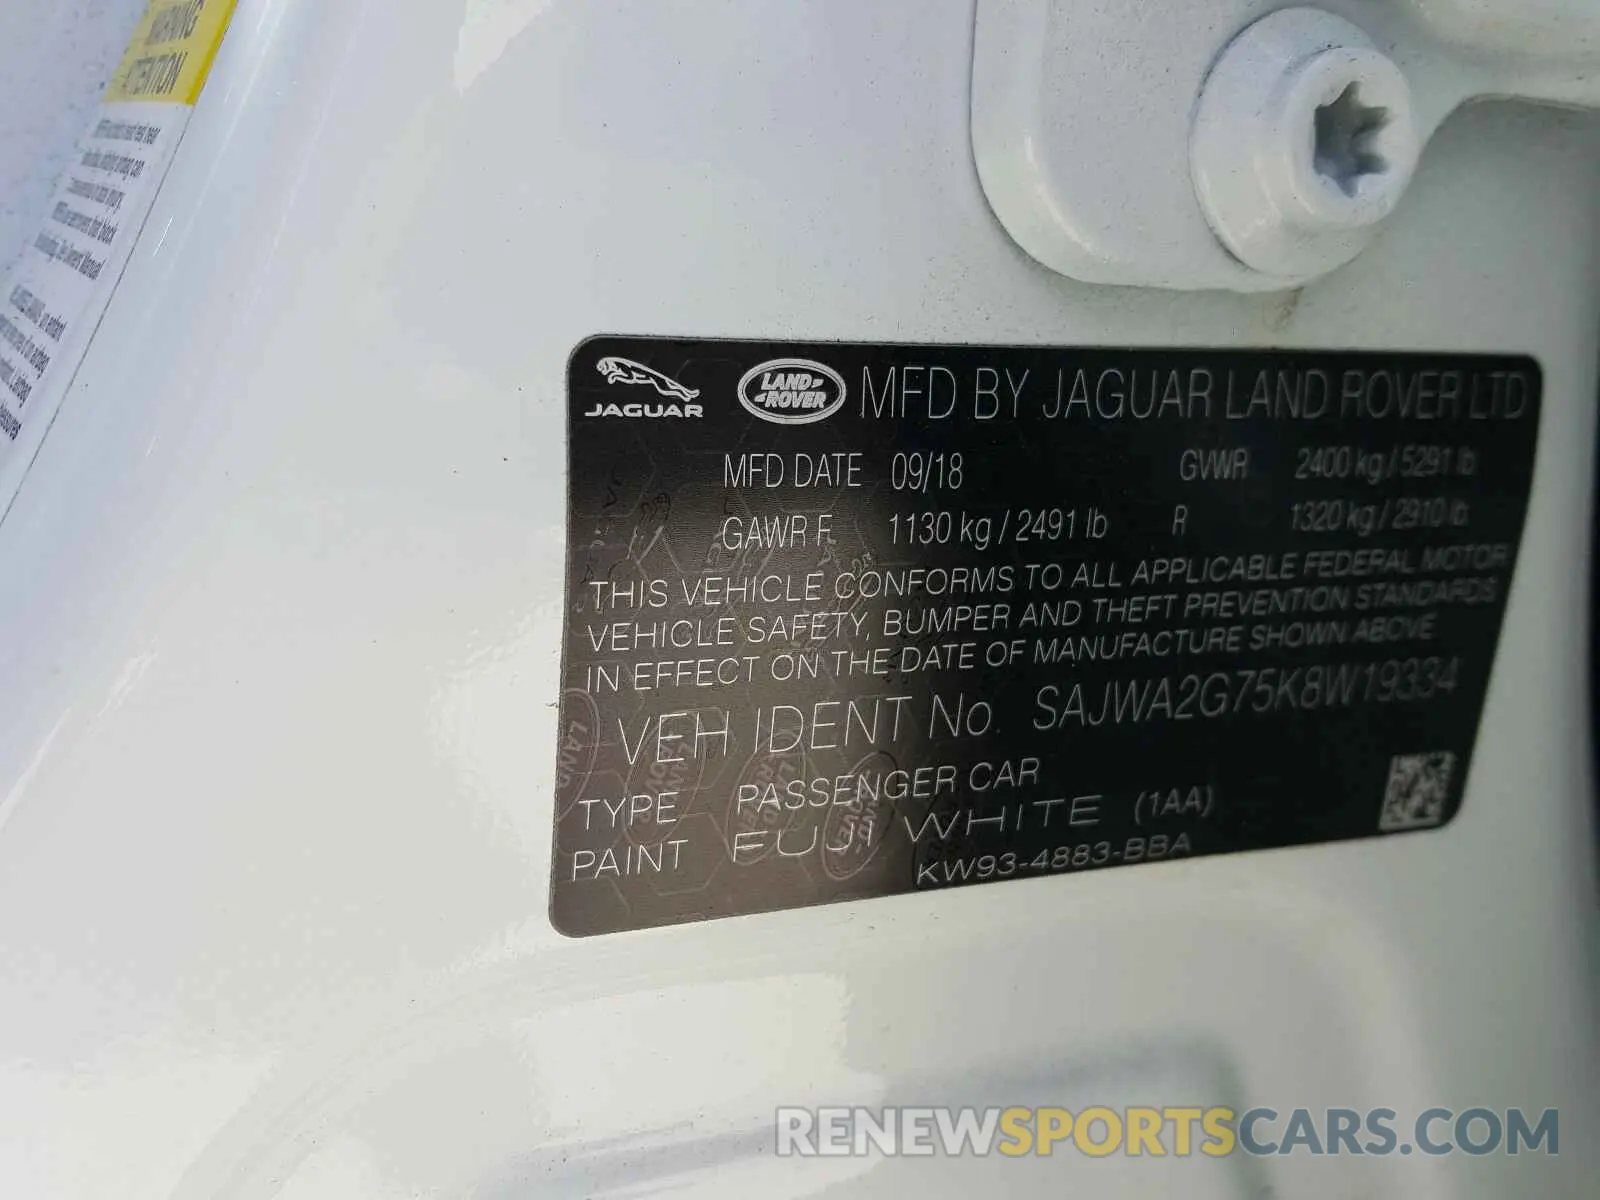 WARNING
ATTENTION
JAGUAR
LAND ROVER
MFD BY JAGUAR LAND ROVER LTD
MFD DATE 09/18 GVWR 2400 kg / 5291 lb
GAWR F 1130 kg / 2491 lb R 1320 kg / 2910 lb
THIS VEHICLE CONFORMS TO ALL APPLICABLE FEDERAL MOTOR
VEHICLE SAFETY, BUMPER AND THEFT PREVENTION STANDARDS
IN EFFECT ON THE DATE OF MANUFACTURE SHOWN ABOVE
VEH IDENT No. SAJWA2G75K8W19334
TYPE PASSENGER CAR
PAINT FUJI WHITE (1AA)
KW93-4883-BBA
RENEWSPORTSCARS.COM